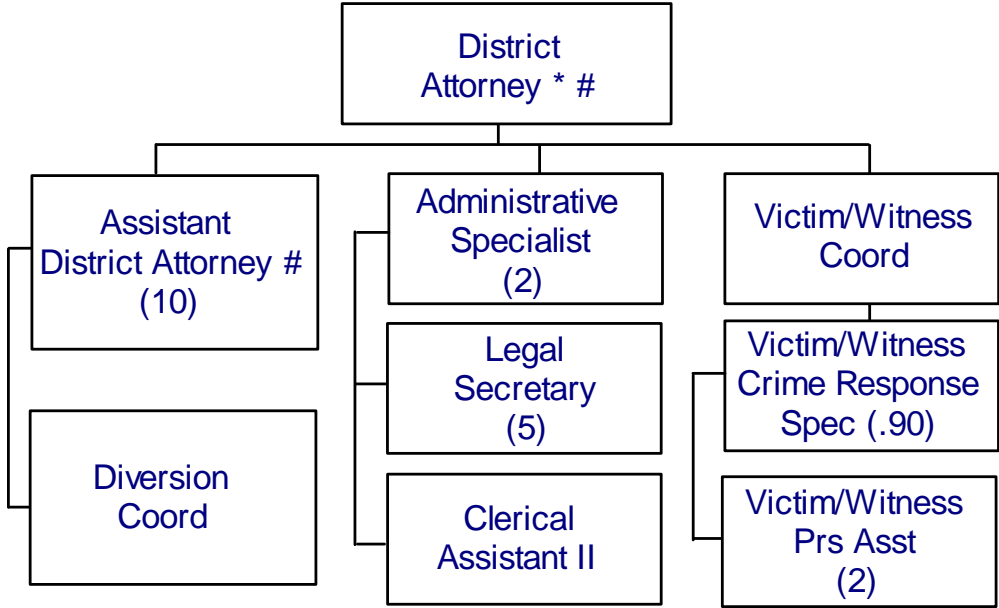 District
Attorney * #
Assistant
District Attorney #
(10)
Diversion
Coord
Administrative
Specialist
(2)
Legal
Secretary
(5)
Clerical
Assistant II
Victim/Witness
Coord
Victim/Witness
Crime Response
Spec (.90)
Victim/Witness
Prs Asst
(2)